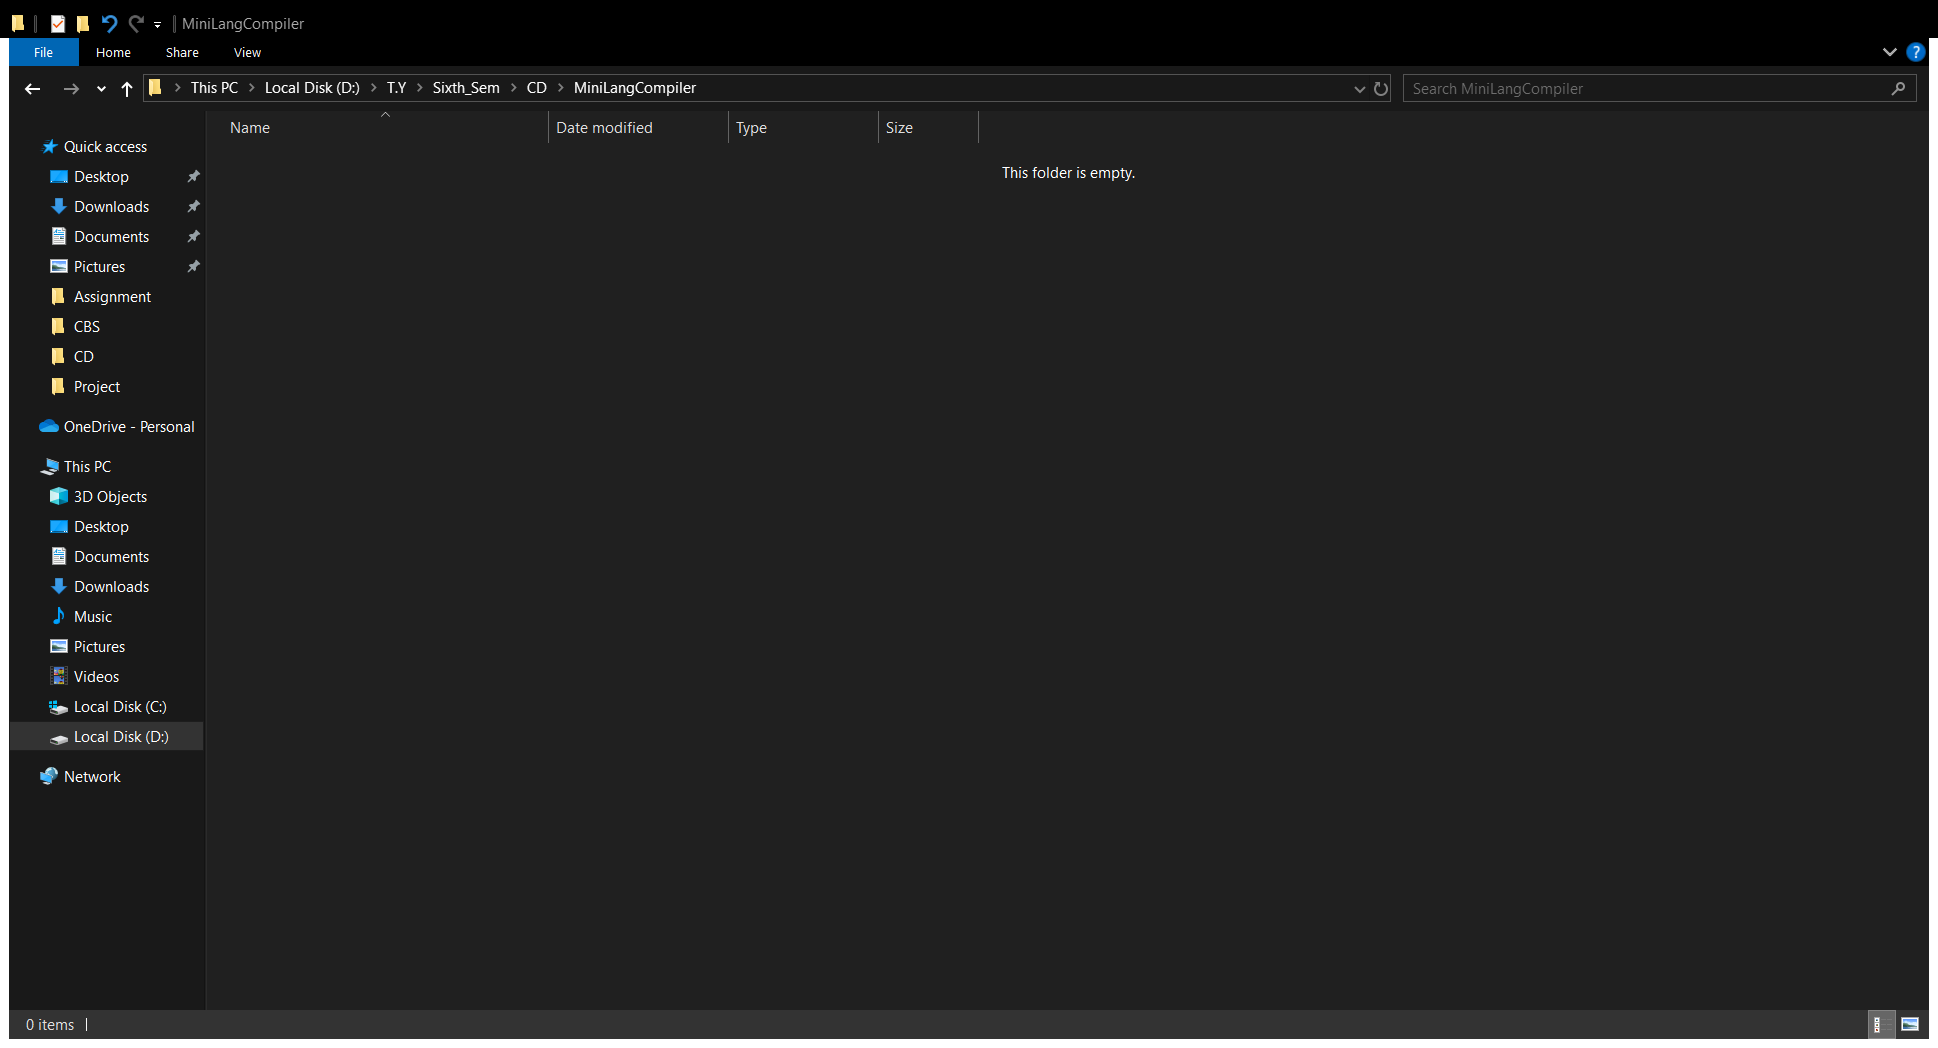 MiniLangCompiler
File Home Share View
This PC Local Disk (D:) T.Y Sixth_Sem CD MiniLangCompiler
Search MiniLangCompiler
Name Date modified Type Size
This folder is empty.
Quick access
Desktop
Downloads
Documents
Pictures
Assignment
CBS
CD
Project
OneDrive - Personal
This PC
3D Objects
Desktop
Documents
Downloads
Music
Pictures
Videos
Local Disk (C:)
Local Disk (D:)
Network
0 items